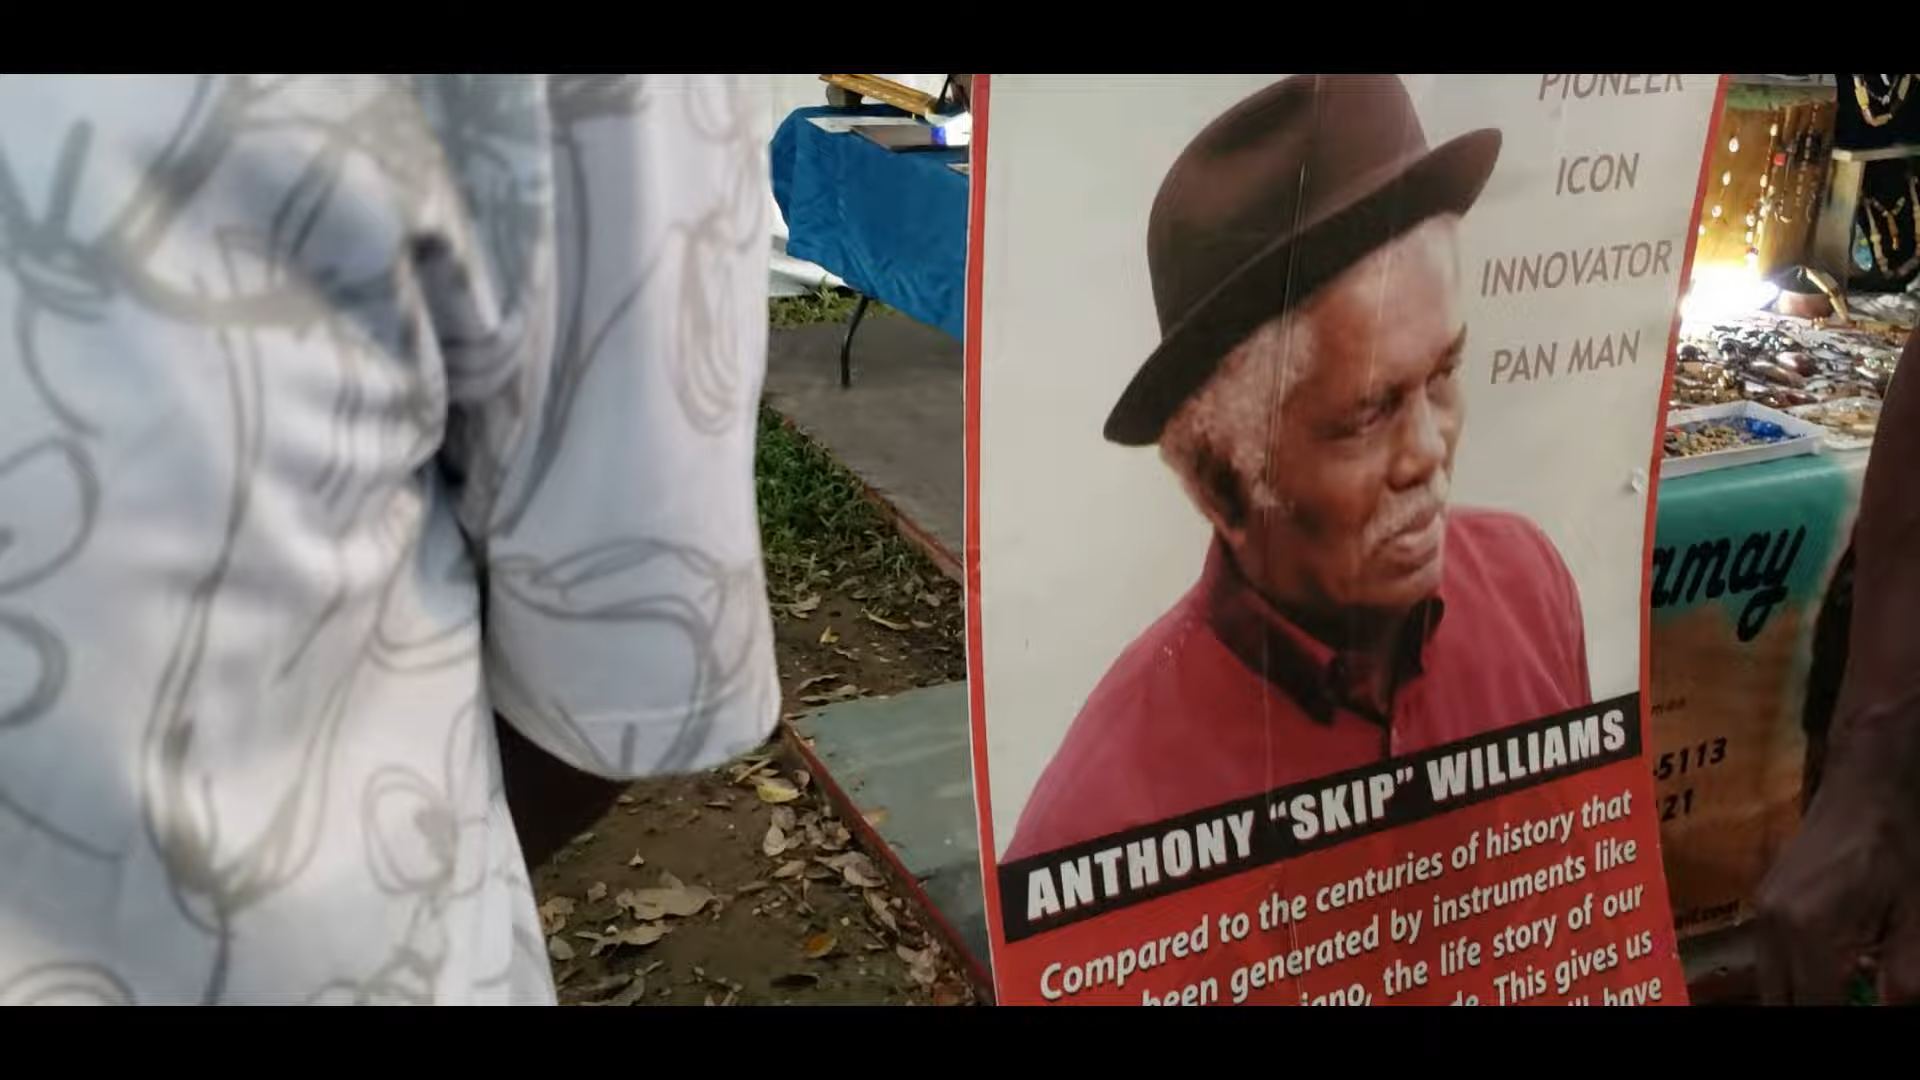 PIONEER
ICON
INNOVATOR
PAN MAN
ANTHONY “SKIP” WILLIAMS
Compared to the centuries of history that
been generated by instruments like
the life story of our
This gives us
have
amay
-5113
21